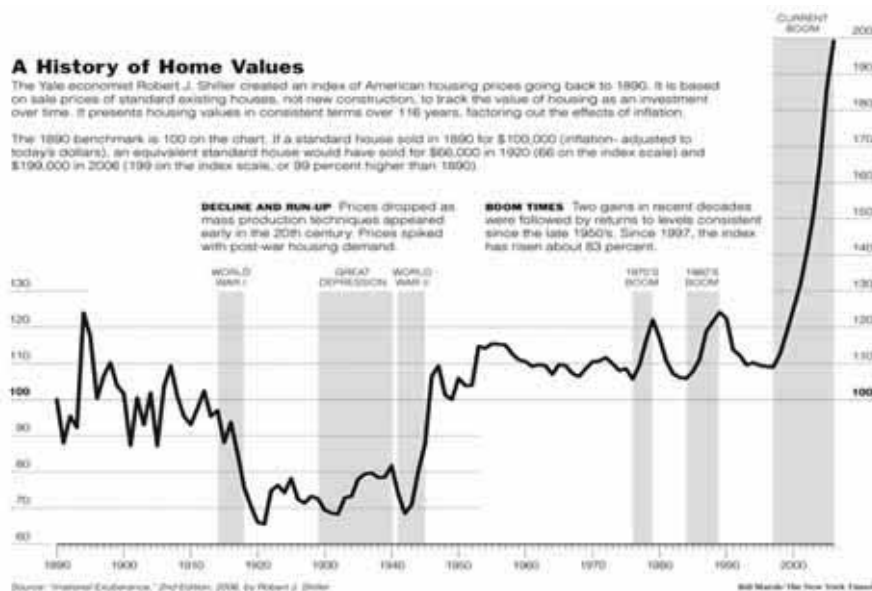 CURRENT
BOOM
A History of Home Values
The Yale economist Robert J. Shiller created an index of American housing prices going back to 1890. It is based
on sale prices of standard existing houses, not new construction, to track the value of housing as an investment
over time. It presents housing values in consistent terms over 116 years, factoring out the effects of inflation.
The 1890 benchmark is 100 on the chart. If a standard house sold in 1890 for $100,000 (inflation- adjusted to
today's dollars), an equivalent standard house would have sold for $66,000 in 1920 (66 on the index scale) and
$199,000 in 2006 (199 on the index scale, or 99 percent higher than 1890).
DECLINE AND RUN-UP Prices dropped as
mass production techniques appeared
early in the 20th century. Prices spiked
with post-war housing demand.
BOOM TIMES Two gains in recent decades
were followed by returns to levels consistent
since the late 1950's. Since 1997, the index
has risen about 83 percent.
WORLD
WAR I
GREAT
DEPRESSION
WORLD
WAR II
1970'S
BOOM
1980'S
BOOM
200
190
180
170
160
150
140
130
120
110
100
130
120
110
100
90
80
70
60
1890 1900 1910 1920 1930 1940 1950 1960 1970 1980 1990 2000
Source: "Irrational Exuberance," 2nd Edition, 2006, by Robert J. Shiller
Bill Marsh/The New York Times